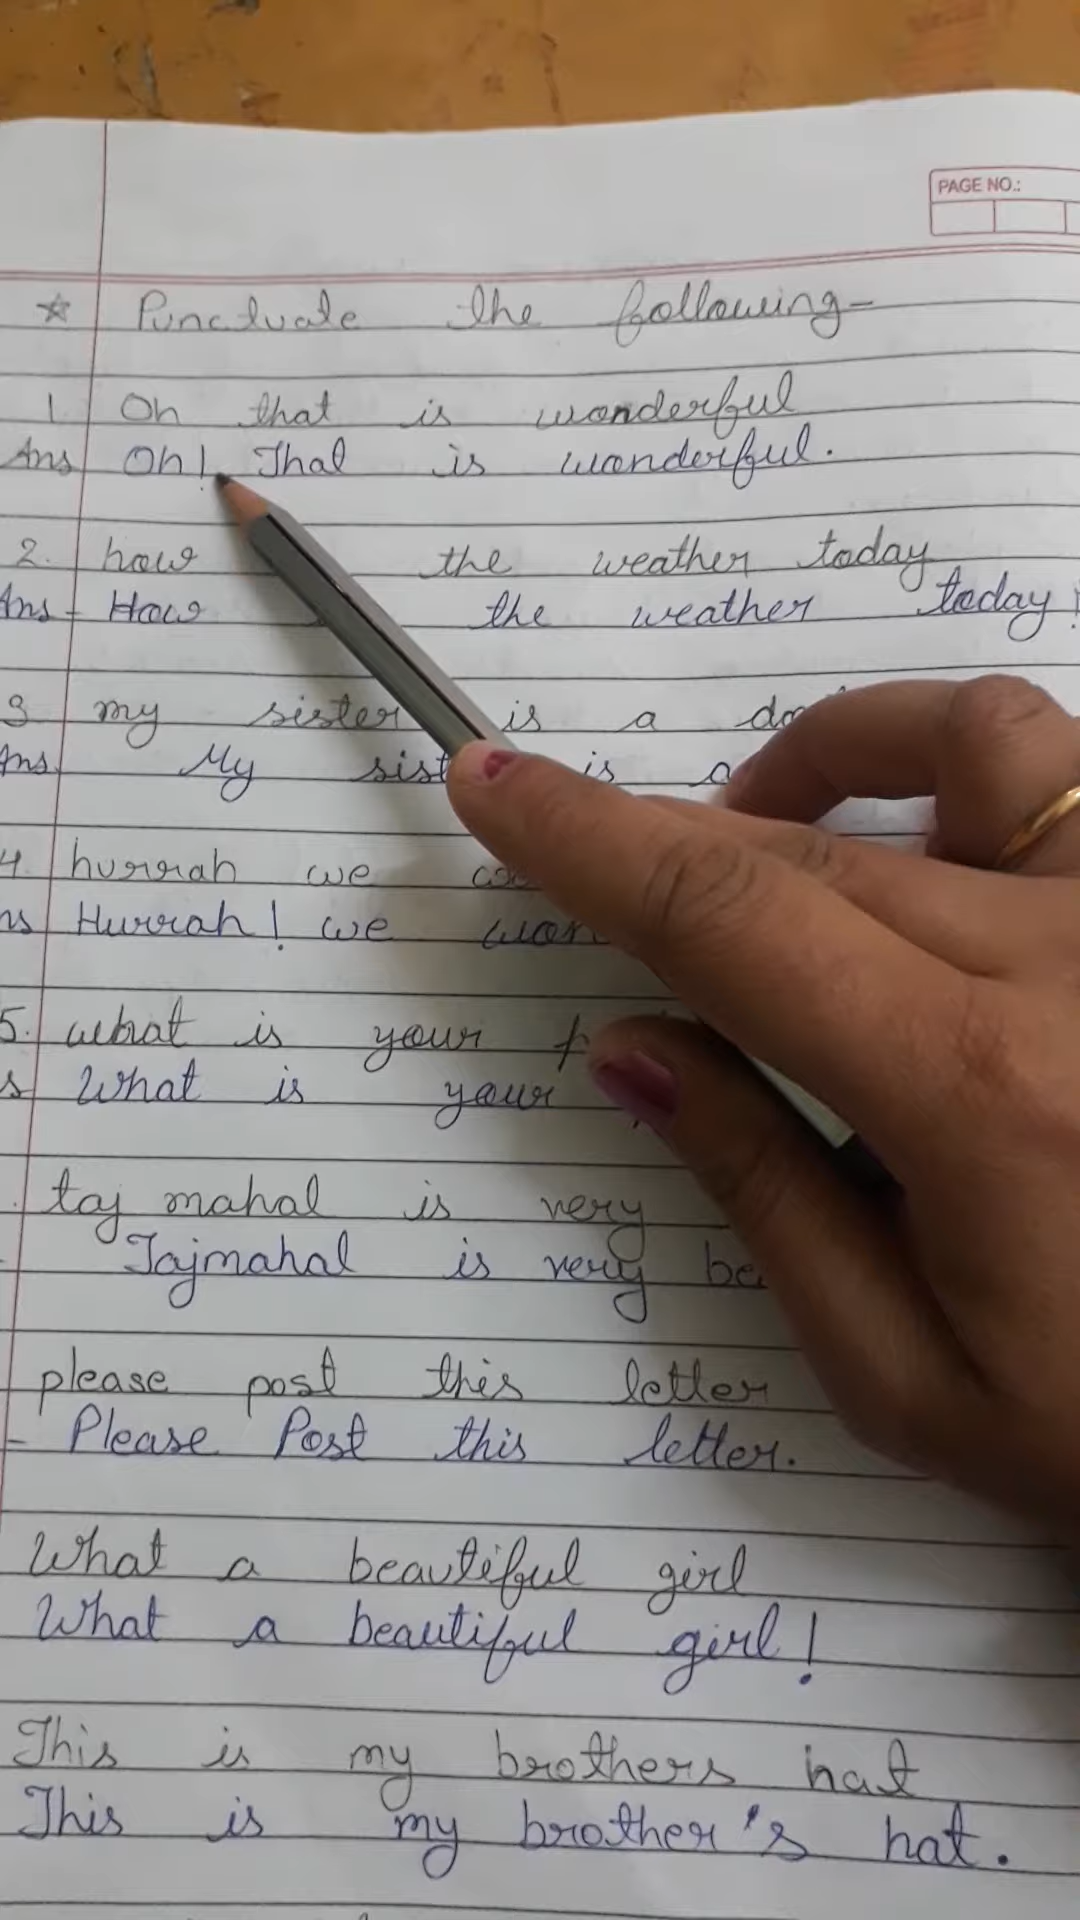 PAGE NO.:
☆ Punctuate the following-
1. Oh that is wonderful
Ans Oh! That is wonderful.
2. how the weather today
Ans - How the weather today
3 my sister is a
Ans. My is
4. hurrah we
Hurrah! we
5. what is your
What is your
taj mahal is very
Tajmahal is very
please post this letter
- Please Post this letter.
What a beautiful girl
What a beautiful girl!
This is my brothers hat
This is my brother's hat.